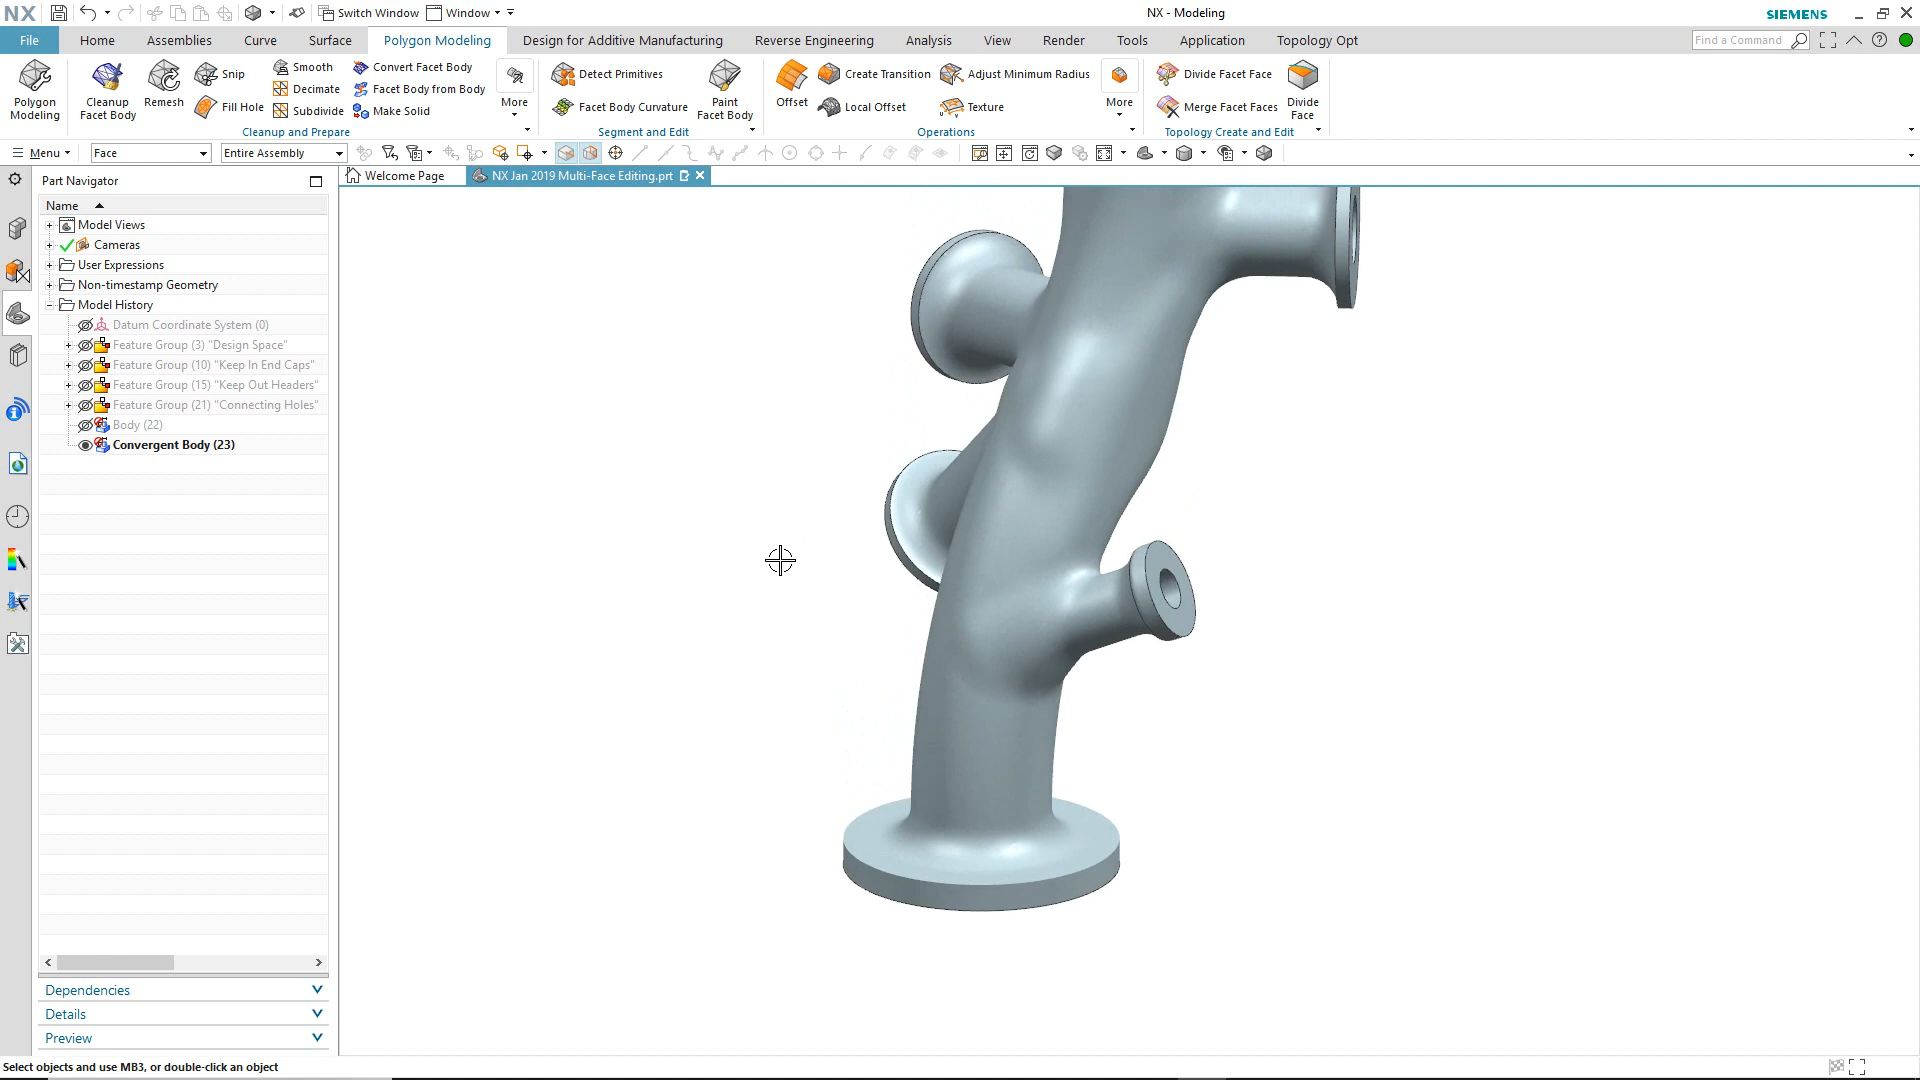 NX Switch Window Window NX - Modeling SIEMENS
File Home Assemblies Curve Surface Polygon Modeling Design for Additive Manufacturing Reverse Engineering Analysis View Render Tools Application Topology Opt Find a Command
Polygon Modeling
Cleanup Facet Body
Remesh
Snip
Fill Hole
Smooth
Decimate
Subdivide
Convert Facet Body
Facet Body from Body
Make Solid
More
Cleanup and Prepare
Detect Primitives
Facet Body Curvature
Paint Facet Body
Segment and Edit
Offset
Create Transition
Local Offset
Adjust Minimum Radius
Texture
More
Operations
Divide Facet Face
Merge Facet Faces
Divide Face
Topology Create and Edit
Menu Face Entire Assembly
Part Navigator
Welcome Page NX Jan 2019 Multi-Face Editing.prt
Name
Model Views
Cameras
User Expressions
Non-timestamp Geometry
Model History
Datum Coordinate System (0)
Feature Group (3) "Design Space"
Feature Group (10) "Keep In End Caps"
Feature Group (15) "Keep Out Headers"
Feature Group (21) "Connecting Holes"
Body (22)
Convergent Body (23)
Dependencies
Details
Preview
Select objects and use MB3, or double-click an object